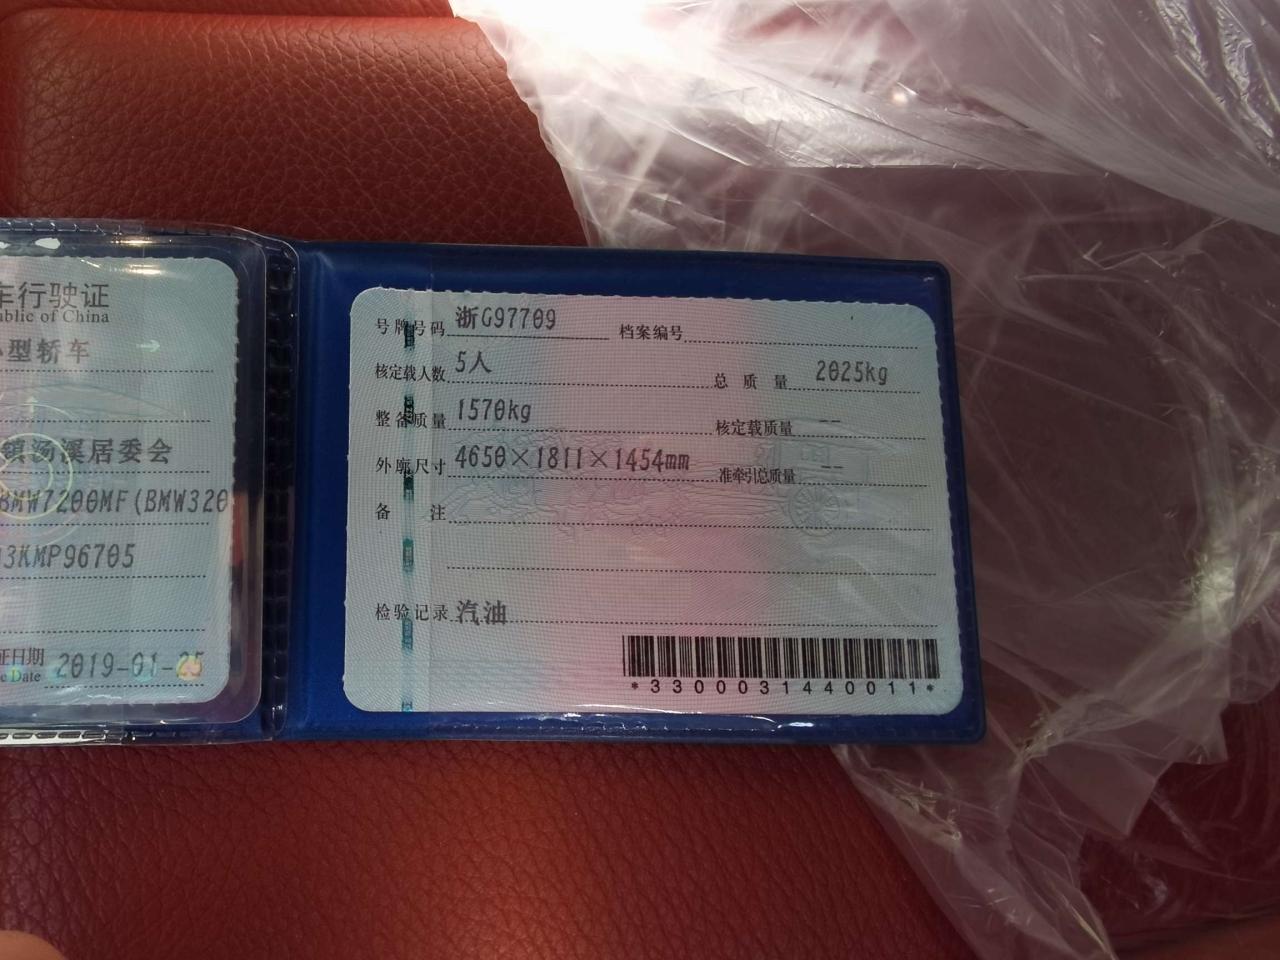 车行驶证
ublic of China
小型轿车
镇汤溪居委会
BMW7200MF(BMW320
3KMP96705
证日期 2019-01-25
e Date
号牌号码 浙G97709 档案编号
核定载人数 5人 总质量 2025kg
整备质量 1570kg 核定载质量 --
外廓尺寸 4650×1811×1454mm 准牵引总质量 --
备注
检验记录 汽油
*3300031440011*